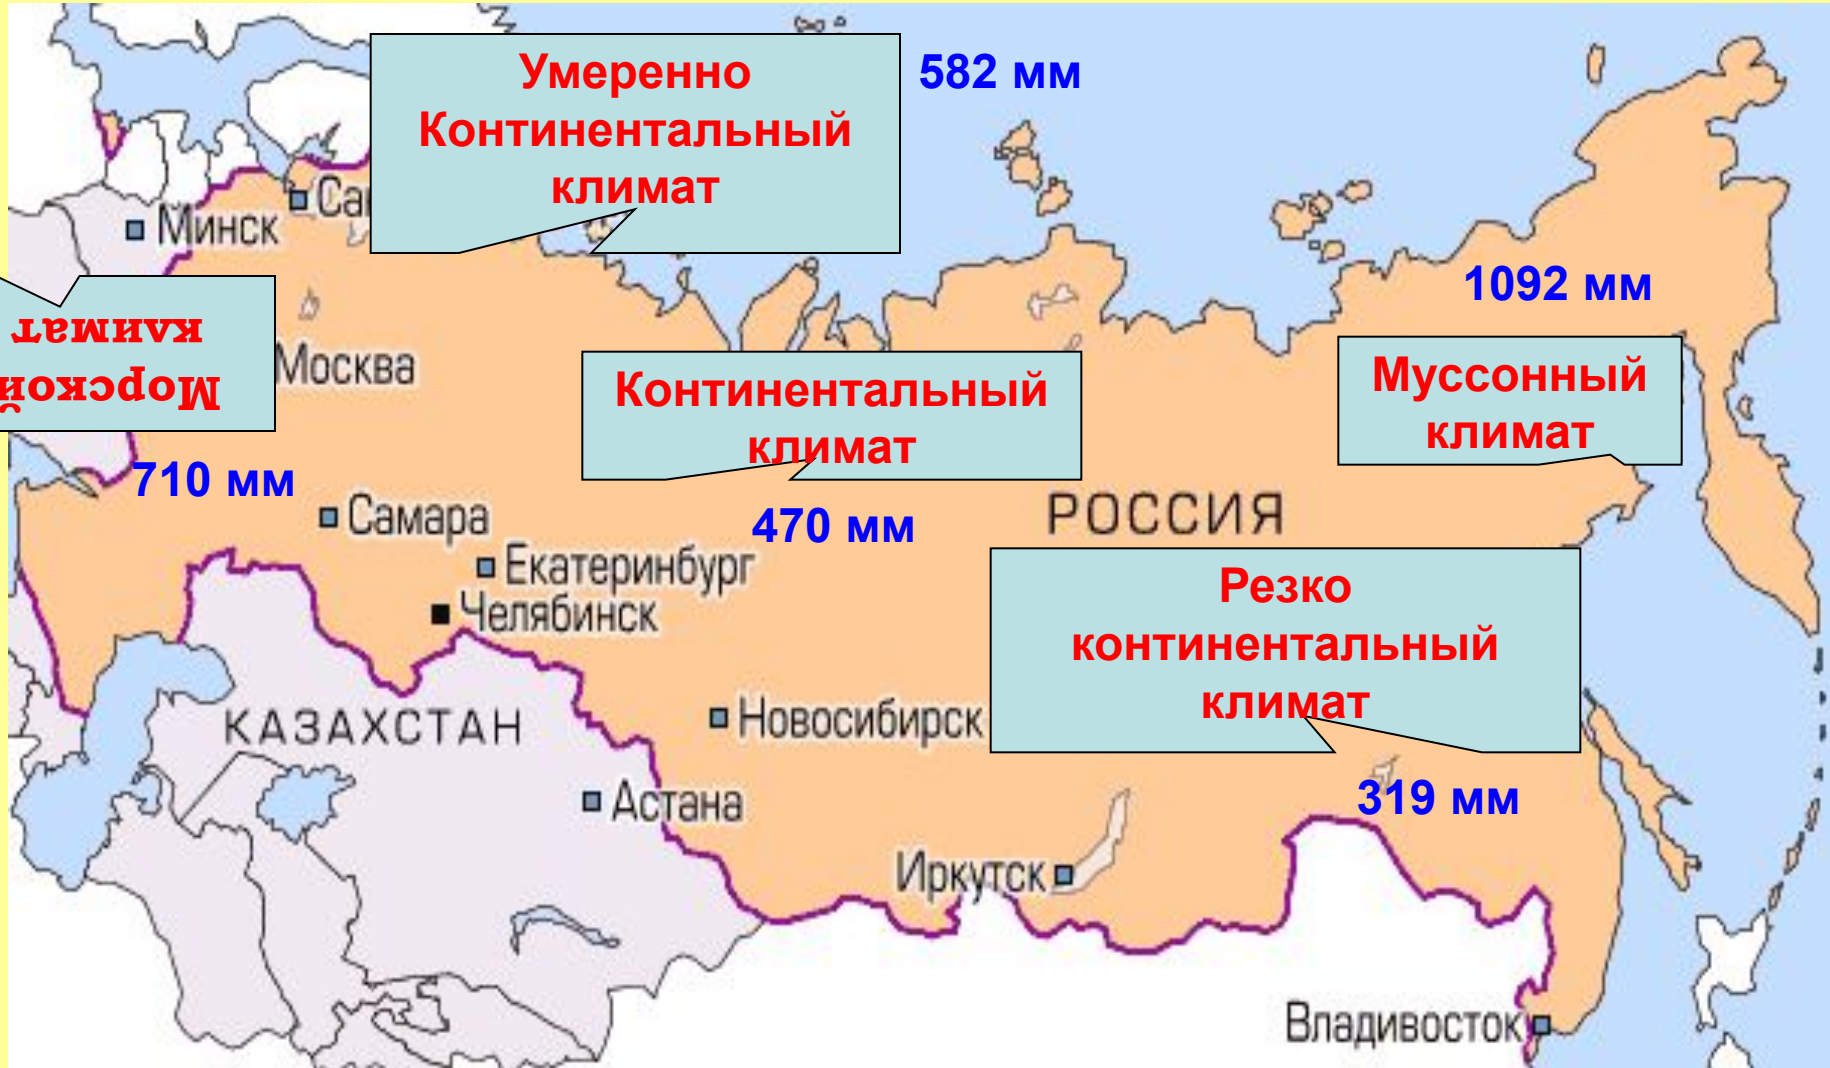 Умеренно
Континентальный
климат
582 мм
Минск
Морской
климат
Москва
710 мм
Континентальный
климат
470 мм
1092 мм
Муссонный
климат
РОССИЯ
Самара
Екатеринбург
Челябинск
Резко
континентальный
климат
319 мм
КАЗАХСТАН
Новосибирск
Астана
Иркутск
Владивосток